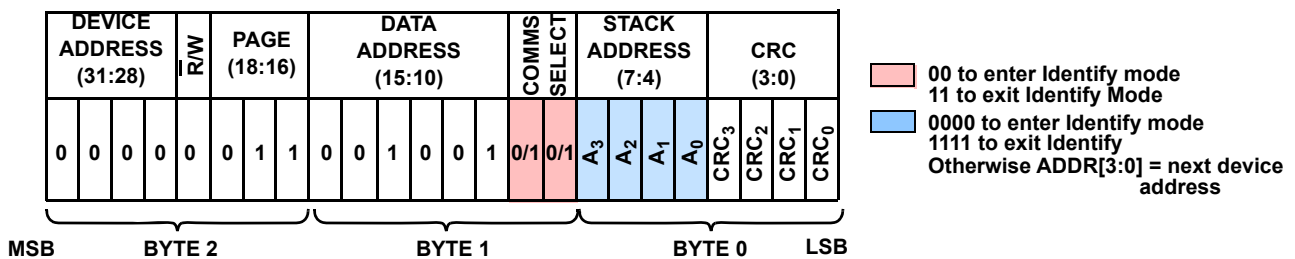 DEVICE ADDRESS (31:28) R/W PAGE (18:16) DATA ADDRESS (15:10) COMMS SELECT STACK ADDRESS (7:4) CRC (3:0)
0 0 0 0 0 0 1 1 0 0 1 0 0 1 0/1 0/1 A3 A2 A1 A0 CRC3 CRC2 CRC1 CRC0
MSB BYTE 2 BYTE 1 BYTE 0 LSB
00 to enter Identify mode
11 to exit Identify Mode
0000 to enter Identify mode
1111 to exit Identify
Otherwise ADDR[3:0] = next device
address